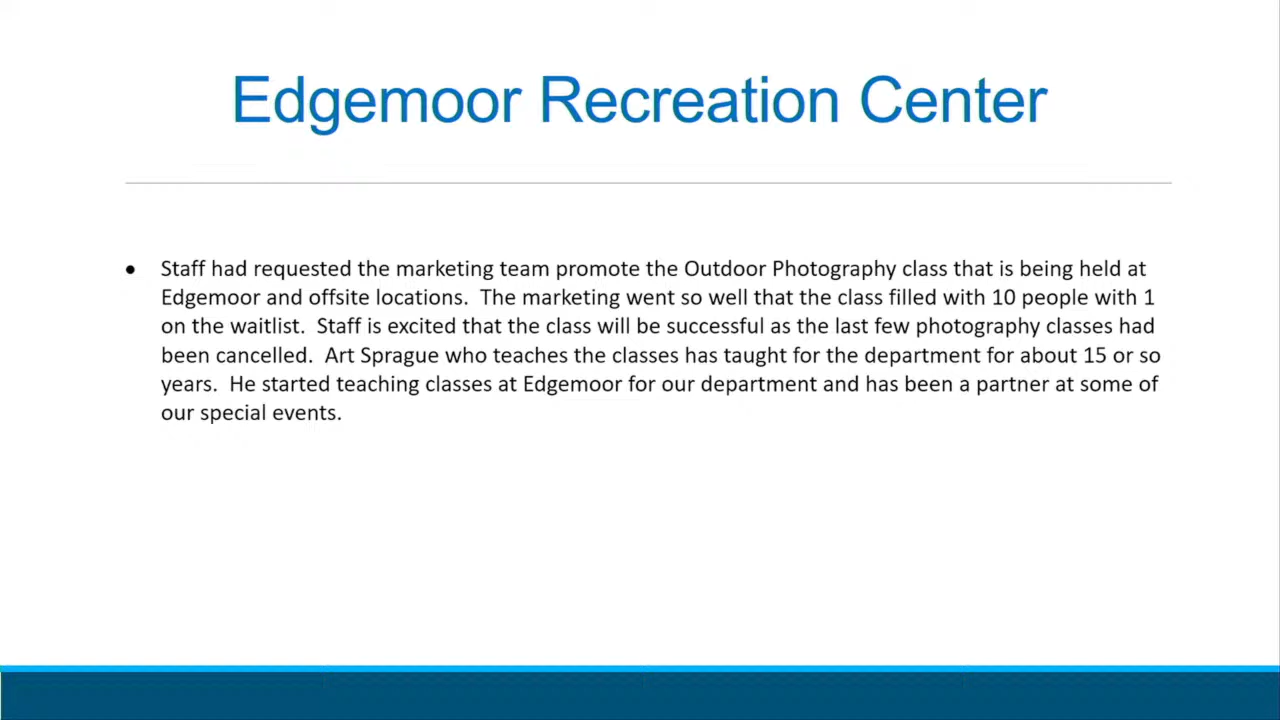 Edgemoor Recreation Center
• Staff had requested the marketing team promote the Outdoor Photography class that is being held at
Edgemoor and offsite locations.  The marketing went so well that the class filled with 10 people with 1
on the waitlist.  Staff is excited that the class will be successful as the last few photography classes had
been cancelled.  Art Sprague who teaches the classes has taught for the department for about 15 or so
years.  He started teaching classes at Edgemoor for our department and has been a partner at some of
our special events.